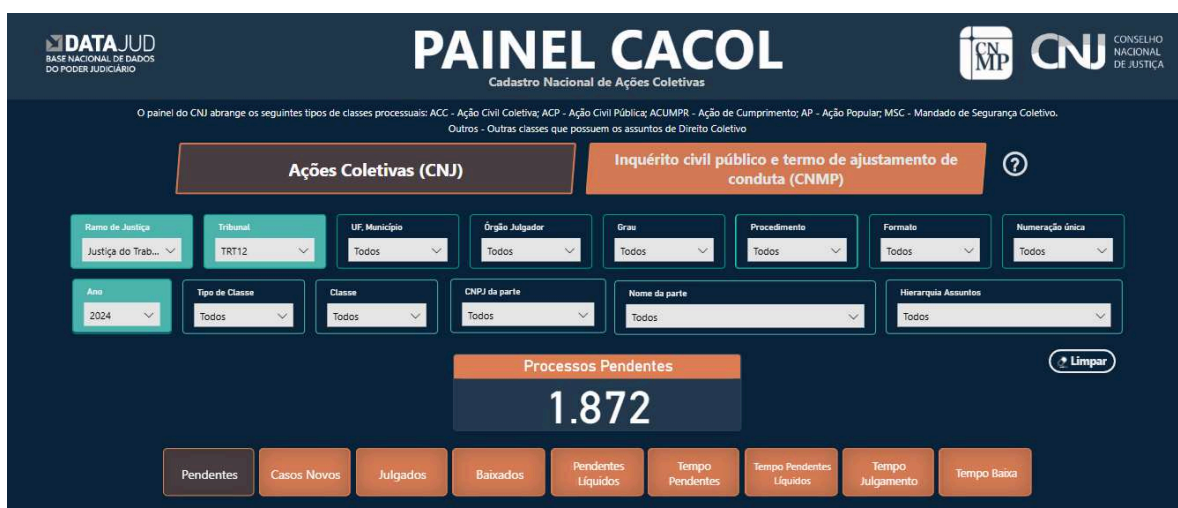 DATAJUD
BASE NACIONAL DE DADOS
DO PODER JUDICIÁRIO
PAINEL CACOL
Cadastro Nacional de Ações Coletivas
CN
MP
CNJ
CONSELHO
NACIONAL
DE JUSTIÇA
O painel do CNJ abrange os seguintes tipos de classes processuais: ACC - Ação Civil Coletiva; ACP - Ação Civil Pública; ACUMPR - Ação de Cumprimento; AP - Ação Popular; MSC - Mandado de Segurança Coletivo.
Outros - Outras classes que possuem os assuntos de Direito Coletivo
Ações Coletivas (CNJ)
Inquérito civil público e termo de ajustamento de
conduta (CNMP)
?
Ramo de Justiça
Justiça do Trab...
Tribunal
TRT12
UF, Município
Todos
Órgão Julgador
Todos
Grau
Todos
Procedimento
Todos
Formato
Todos
Numeração única
Todos
Ano
2024
Tipo de Classe
Todos
Classe
Todos
CNPJ da parte
Todos
Nome da parte
Todos
Hierarquia Assuntos
Todos
Limpar
Processos Pendentes
1.872
Pendentes
Casos Novos
Julgados
Baixados
Pendentes
Líquidos
Tempo
Pendentes
Tempo Pendentes
Líquidos
Tempo
Julgamento
Tempo Baixa